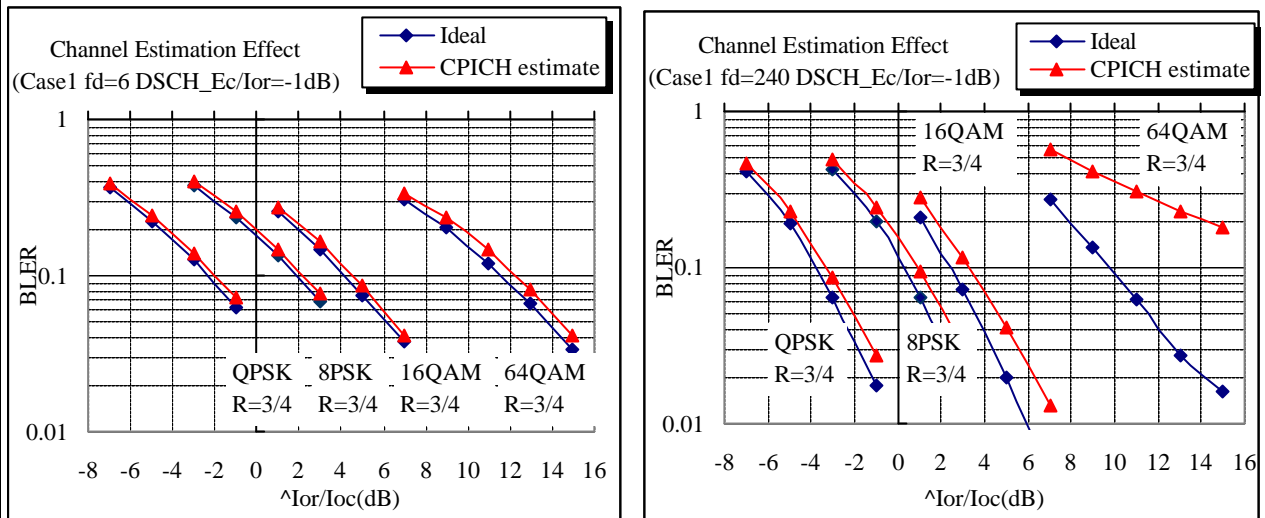 Channel Estimation Effect
(Case1 fd=6 DSCH_Ec/Ior=-1dB)
Ideal
CPICH estimate
1
0.1
0.01
BLER
QPSK
R=3/4
8PSK
R=3/4
16QAM
R=3/4
64QAM
R=3/4
-8 -6 -4 -2 0 2 4 6 8 10 12 14 16
^Ior/Ioc(dB)
Channel Estimation Effect
(Case1 fd=240 DSCH_Ec/Ior=-1dB)
Ideal
CPICH estimate
1
0.1
0.01
BLER
16QAM
R=3/4
64QAM
R=3/4
QPSK
R=3/4
8PSK
R=3/4
-8 -6 -4 -2 0 2 4 6 8 10 12 14 16
^Ior/Ioc(dB)